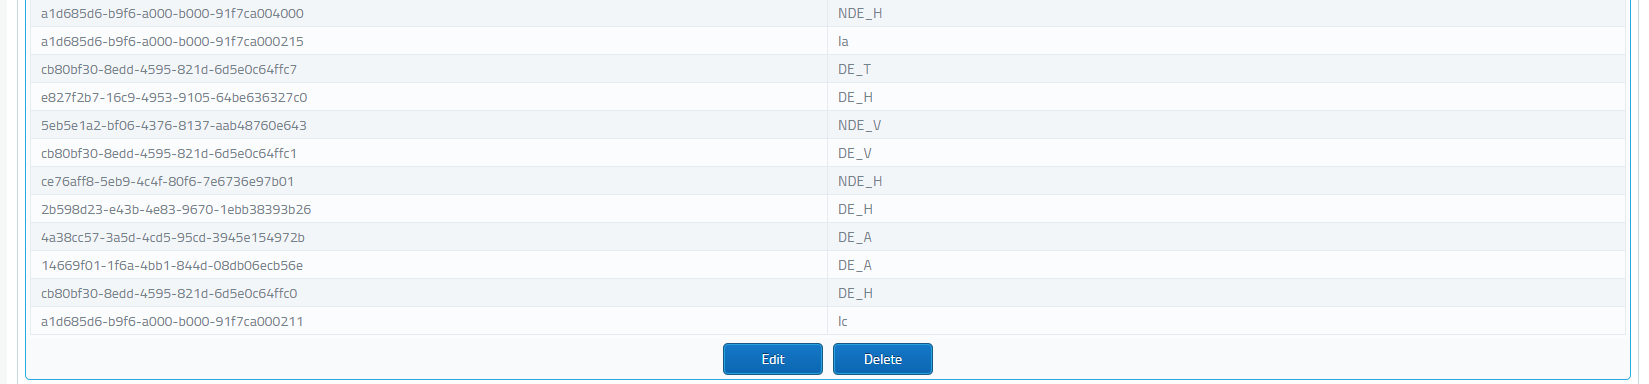 a1d685d6-b9f6-a000-b000-91f7ca004000 NDE_H
a1d685d6-b9f6-a000-b000-91f7ca000215 Ia
cb80bf30-8edd-4595-821d-6d5e0c64ffc7 DE_T
e827f2b7-16c9-4953-9105-64be636327c0 DE_H
5eb5e1a2-bf06-4376-8137-aab48760e643 NDE_V
cb80bf30-8edd-4595-821d-6d5e0c64ffc1 DE_V
ce76aff8-5eb9-4c4f-80f6-7e6736e97b01 NDE_H
2b598d23-e43b-4e83-9670-1ebb38393b26 DE_H
4a38cc57-3a5d-4cd5-95cd-3945e154972b DE_A
14669f01-1f6a-4bb1-844d-08db06ecb56e DE_A
cb80bf30-8edd-4595-821d-6d5e0c64ffc0 DE_H
a1d685d6-b9f6-a000-b000-91f7ca000211 Ic
Edit Delete